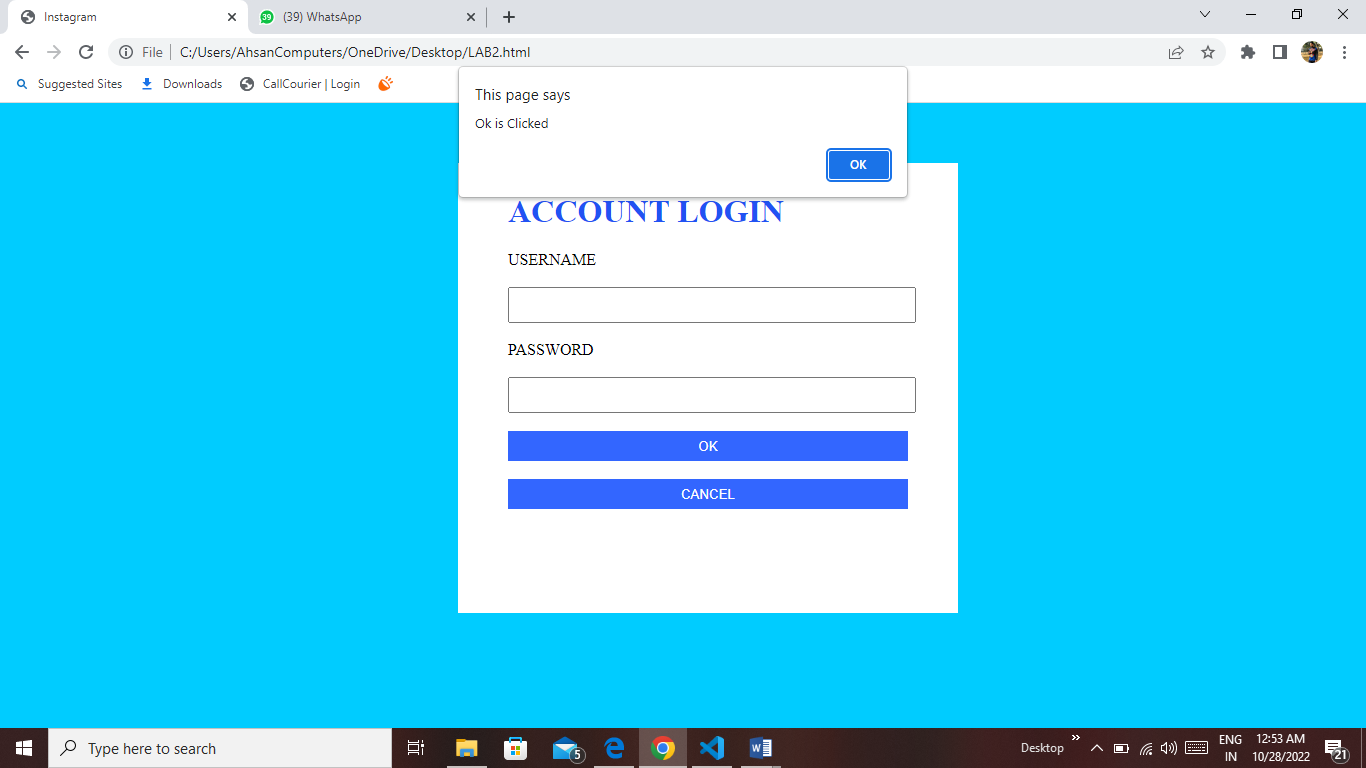 Instagram
(39) WhatsApp
File
C:/Users/AhsanComputers/OneDrive/Desktop/LAB2.html
Suggested Sites
Downloads
CallCourier | Login
This page says
Ok is Clicked
OK
ACCOUNT LOGIN
USERNAME
PASSWORD
OK
CANCEL
Type here to search
5
Desktop
ENG
IN
12:53 AM
10/28/2022
21